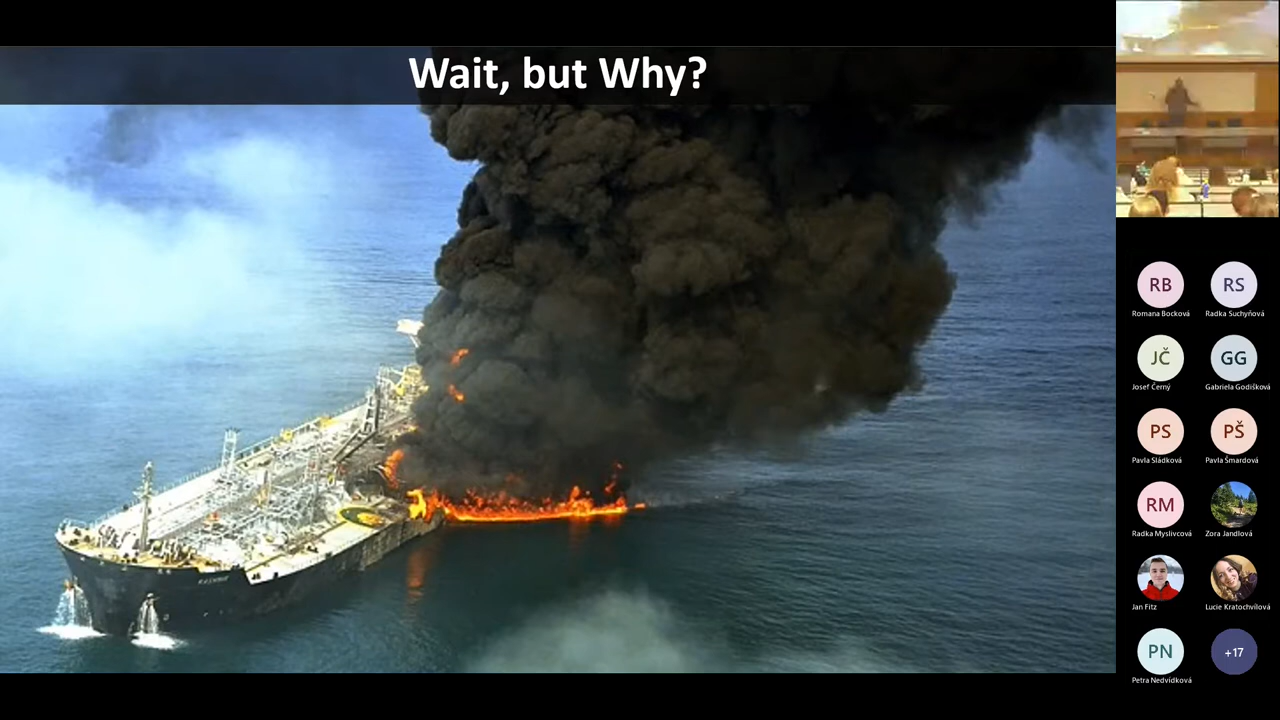 Wait, but Why?
RB
RS
Romana Bocková
Radka Suchyňová
JČ
GG
Josef Černý
Gabriela Godišková
PS
PŠ
Pavla Sládková
Pavla Šmardová
RM
Radka Myslivcová
Zora Jandlová
Jan Fitz
Lucie Kratochvílová
PN
+17
Petra Nedvídková